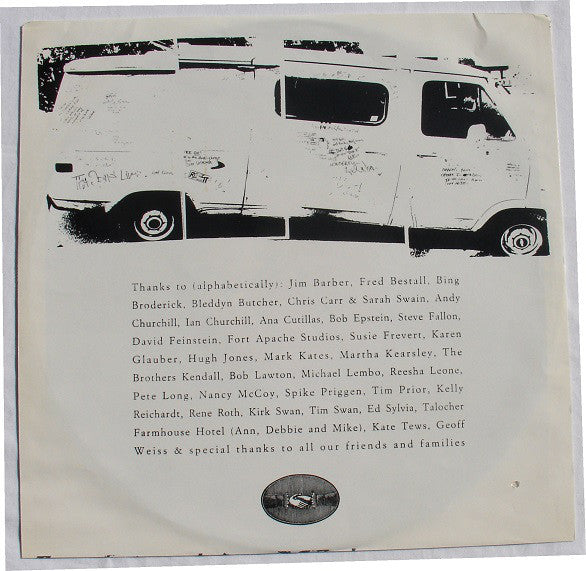 Thanks to (alphabetically): Jim Barber, Fred Bestall, Bing
Broderick, Bleddyn Butcher, Chris Carr & Sarah Swain, Andy
Churchill, Ian Churchill, Ana Cutillas, Bob Epstein, Steve Fallon,
David Feinstein, Fort Apache Studios, Susie Frevert, Karen
Glauber, Hugh Jones, Mark Kates, Martha Kearsley, The
Brothers Kendall, Bob Lawton, Michael Lembo, Reesha Leone,
Pete Long, Nancy McCoy, Spike Priggen, Tim Prior, Kelly
Reichardt, Rene Roth, Kirk Swan, Tim Swan, Ed Sylvia, Talocher
Farmhouse Hotel (Ann, Debbie and Mike), Kate Tews, Geoff
Weiss & special thanks to all our friends and families